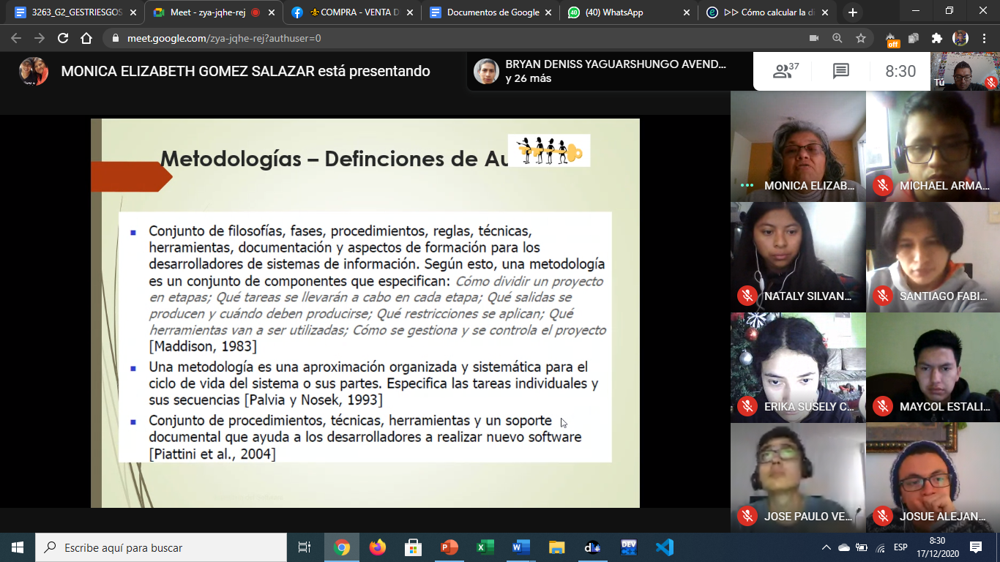 3263_G2_GESTRIESGOS
Meet - zya-jqhe-rej
⚜COMPRA - VENTA D
Documentos de Google
(40) WhatsApp
▷▷ Cómo calcular la di
meet.google.com/zya-jqhe-rej?authuser=0
off
MONICA ELIZABETH GOMEZ SALAZAR está presentando
BRYAN DENISS YAGUARSHUNGO AVEND...
y 26 más
37
8:30
Tú
Metodologías – Definciones de Au
Conjunto de filosofías, fases, procedimientos, reglas, técnicas,
herramientas, documentación y aspectos de formación para los
desarrolladores de sistemas de información. Según esto, una metodología
es un conjunto de componentes que especifican: Cómo dividir un proyecto
en etapas; Qué tareas se llevarán a cabo en cada etapa; Qué salidas se
producen y cuándo deben producirse; Qué restricciones se aplican; Qué
herramientas van a ser utilizadas; Cómo se gestiona y se controla el proyecto
[Maddison, 1983]
Una metodología es una aproximación organizada y sistemática para el
ciclo de vida del sistema o sus partes. Especifica las tareas individuales y
sus secuencias [Palvia y Nosek, 1993]
Conjunto de procedimientos, técnicas, herramientas y un soporte
documental que ayuda a los desarrolladores a realizar nuevo software
[Piattini et al., 2004]
MONICA ELIZAB...
MICHAEL ARMA...
NATALY SILVAN...
SANTIAGO FABI...
ERIKA SUSELY C...
MAYCOL ESTALI...
JOSE PAULO VE...
JOSUE ALEJAN...
Escribe aquí para buscar
DEV
ESP
8:30
17/12/2020